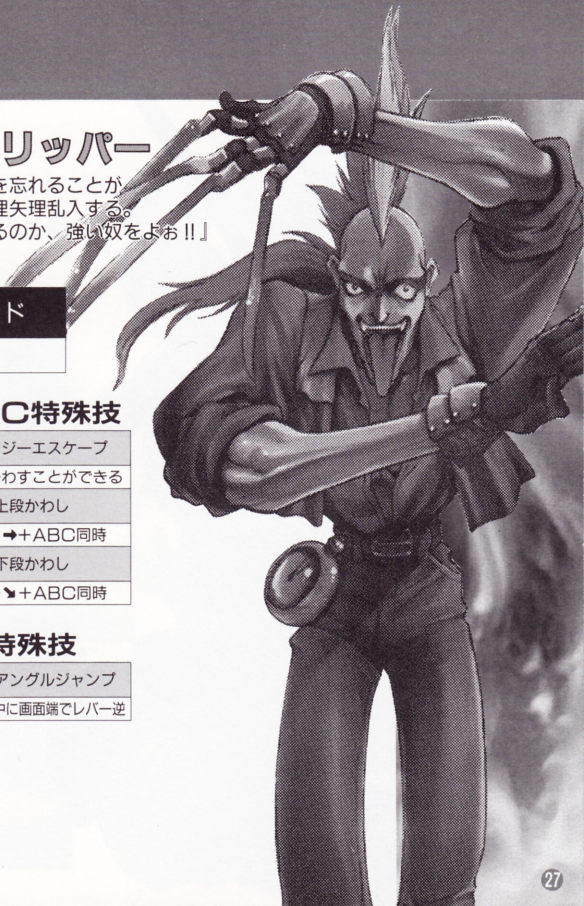 リッパー
を忘れることが
理矢理乱入する。
るのか、強い奴をよぉ!!』
ド
C特殊技
ジーエスケープ
わすことができる
上段かわし
➡+ABC同時
下段かわし
➘+ABC同時
特殊技
アングルジャンプ
中に画面端でレバー逆
27